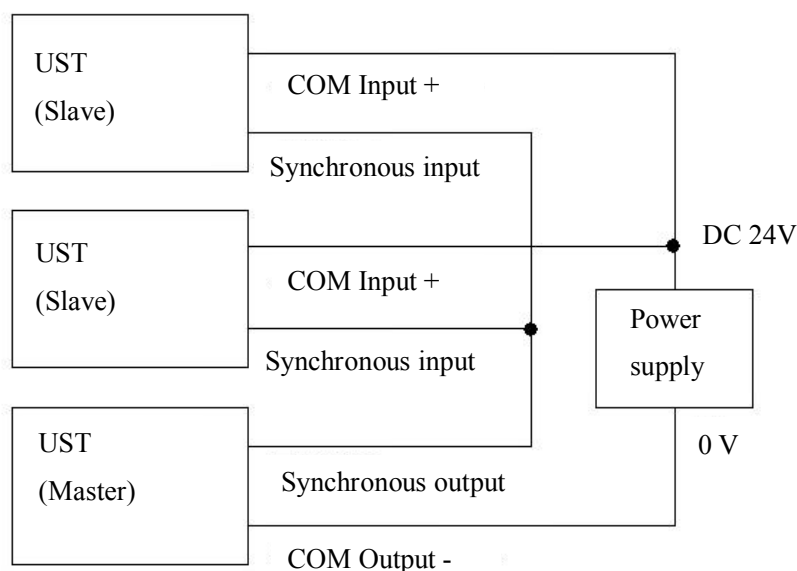 UST
(Slave)
COM Input +
Synchronous input
UST
(Slave)
COM Input +
Synchronous input
DC 24V
Power
supply
0 V
UST
(Master)
Synchronous output
COM Output -